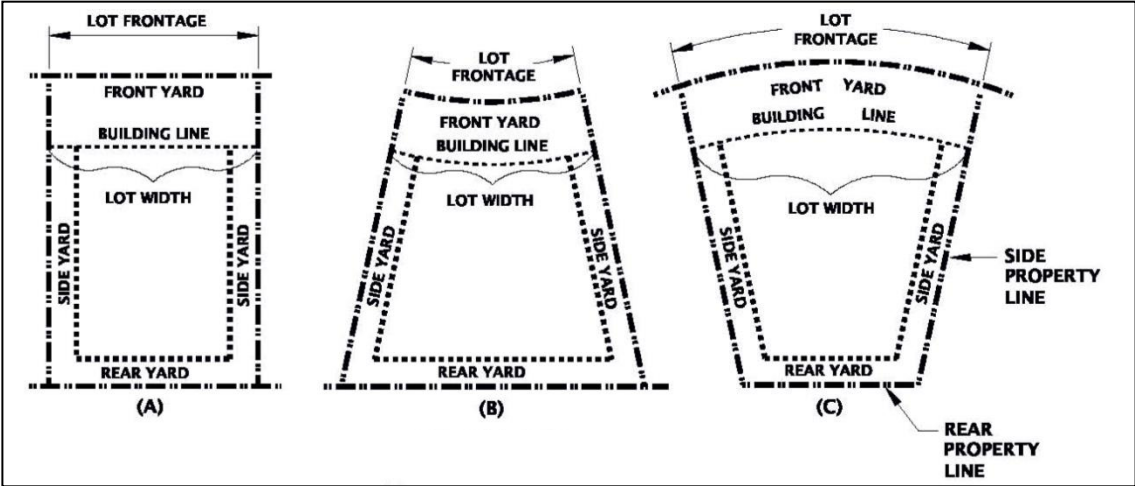 LOT FRONTAGE
FRONT YARD
BUILDING LINE
LOT WIDTH
SIDE YARD
SIDE YARD
REAR YARD
(A)
LOT
FRONTAGE
FRONT YARD
BUILDING LINE
LOT WIDTH
SIDE YARD
SIDE YARD
REAR YARD
(B)
LOT
FRONTAGE
FRONT YARD
BUILDING LINE
LOT WIDTH
SIDE YARD
SIDE YARD
REAR YARD
(C)
SIDE
PROPERTY
LINE
REAR
PROPERTY
LINE